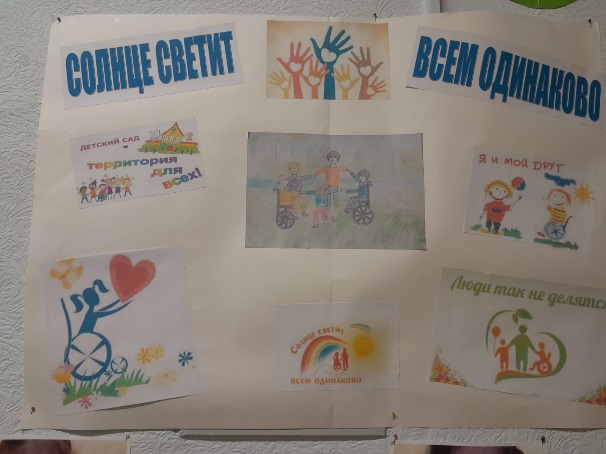 СОЛНЦЕ СВЕТИТ
ВСЕМ ОДИНАКОВО
ДЕТСКИЙ САД
-
территория
для
всех!
Я И МОЙ ДРУГ
Солнце светит
всем одинаково
Люди так не делятся